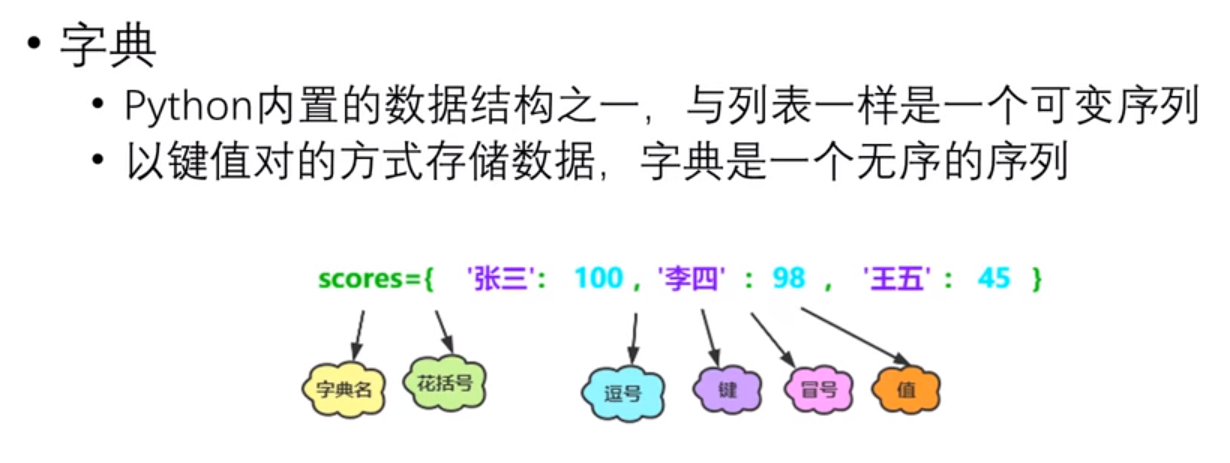 • 字典
• Python内置的数据结构之一，与列表一样是一个可变序列
• 以键值对的方式存储数据，字典是一个无序的序列
scores={ '张三': 100 , '李四' : 98 , '王五' : 45 }
字典名 花括号 逗号 键 冒号 值